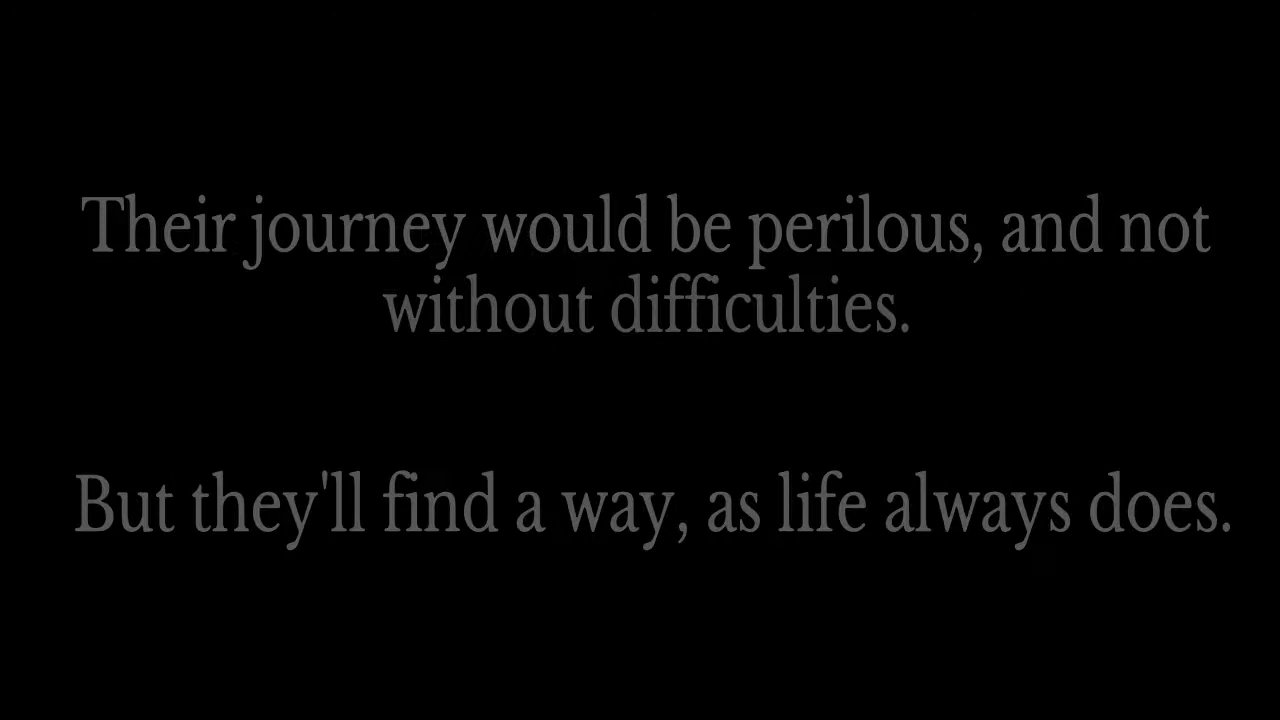 Their journey would be perilous, and not
without difficulties.
But they'll find a way, as life always does.